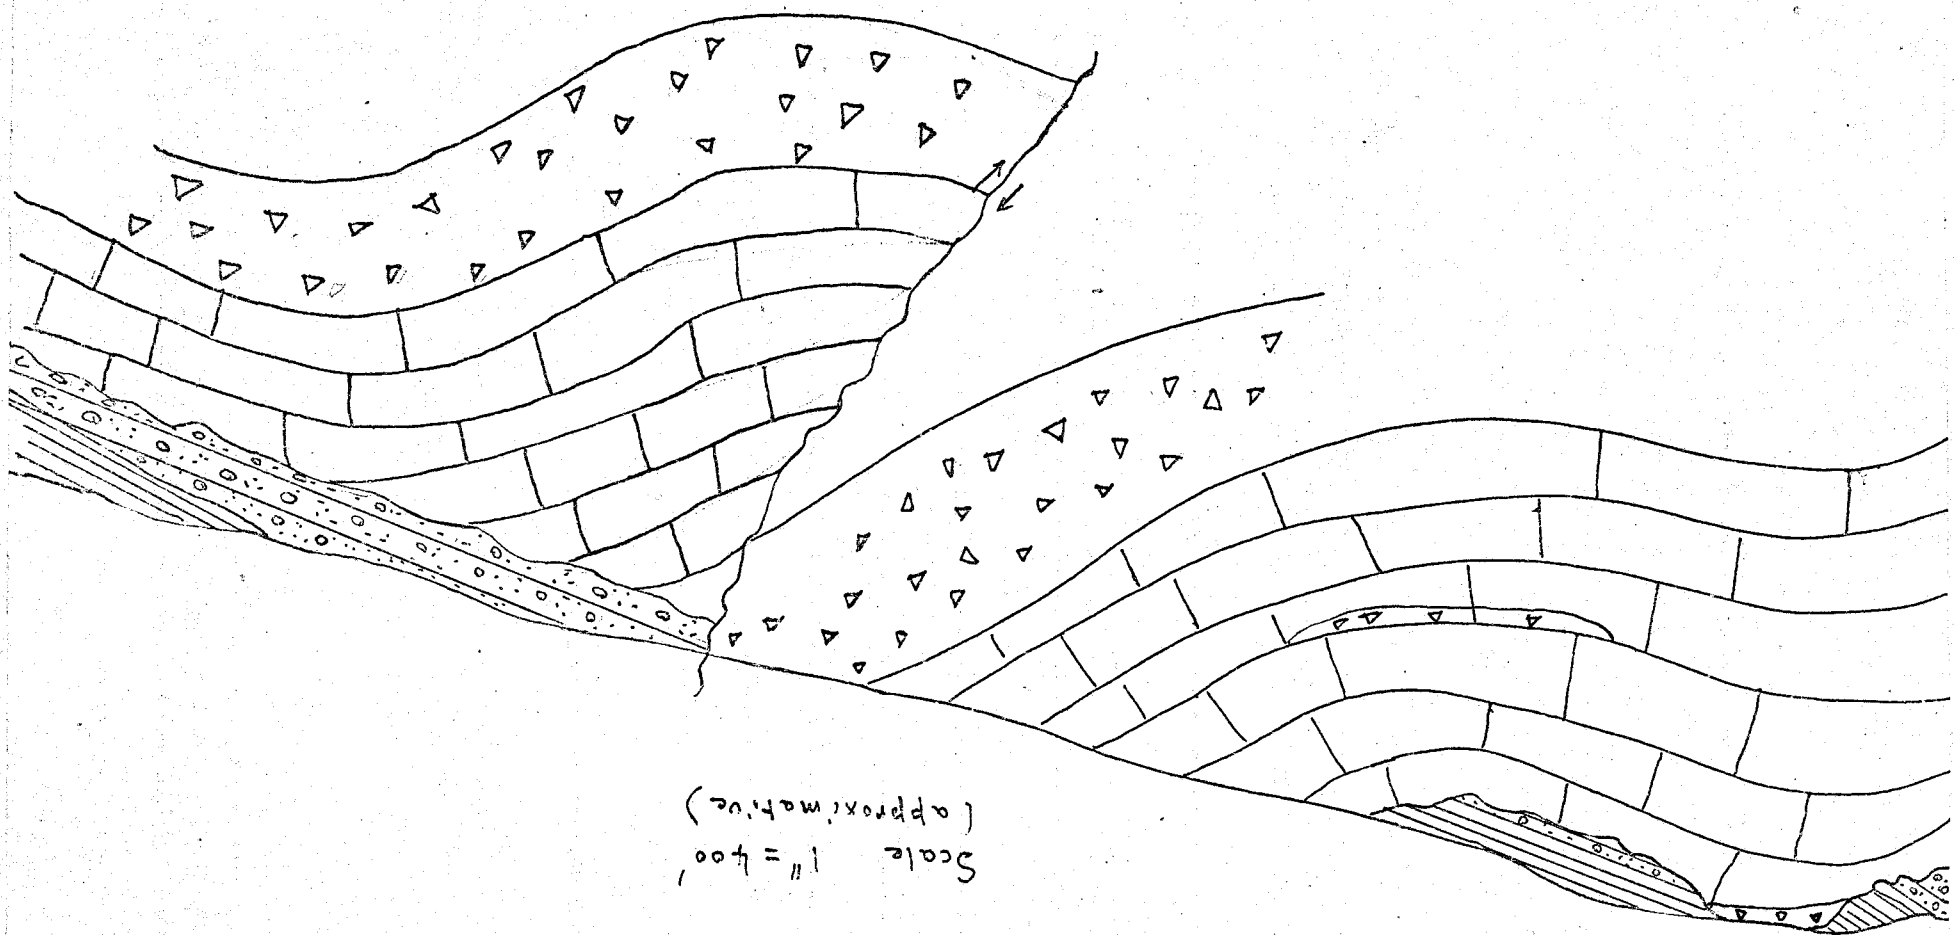 Scale 1" = 400'
(approximative)